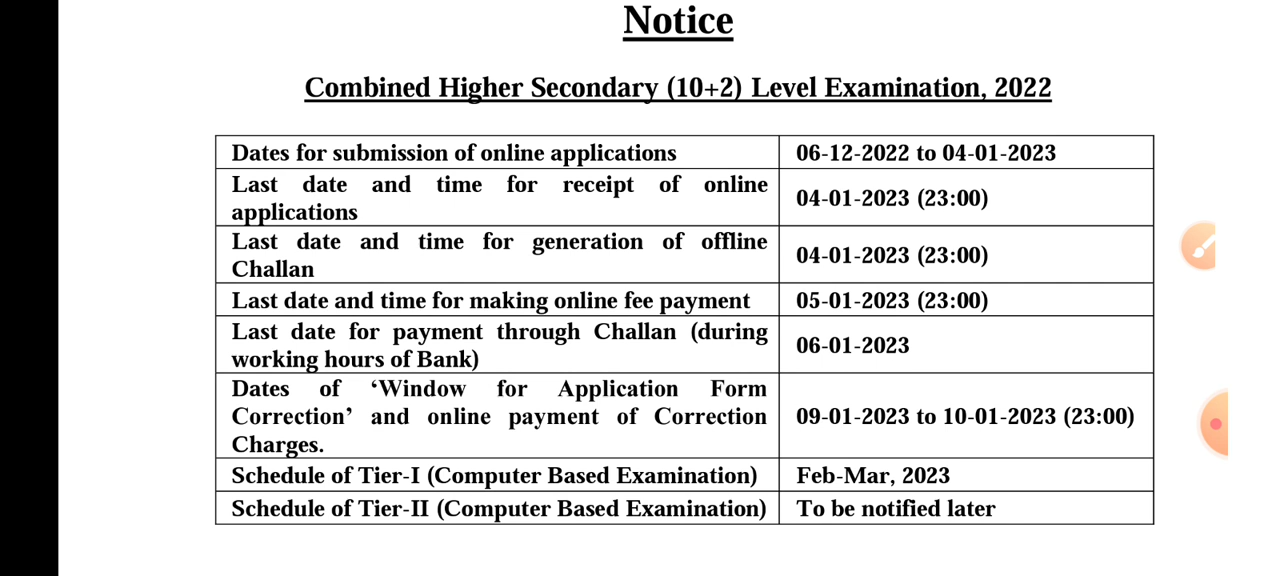 Notice
Combined Higher Secondary (10+2) Level Examination, 2022
Dates for submission of online applications
06-12-2022 to 04-01-2023
Last date and time for receipt of online
applications
04-01-2023 (23:00)
Last date and time for generation of offline
Challan
04-01-2023 (23:00)
Last date and time for making online fee payment
05-01-2023 (23:00)
Last date for payment through Challan (during
working hours of Bank)
06-01-2023
Dates of ‘Window for Application Form
Correction’ and online payment of Correction
Charges.
09-01-2023 to 10-01-2023 (23:00)
Schedule of Tier-I (Computer Based Examination)
Feb-Mar, 2023
Schedule of Tier-II (Computer Based Examination)
To be notified later